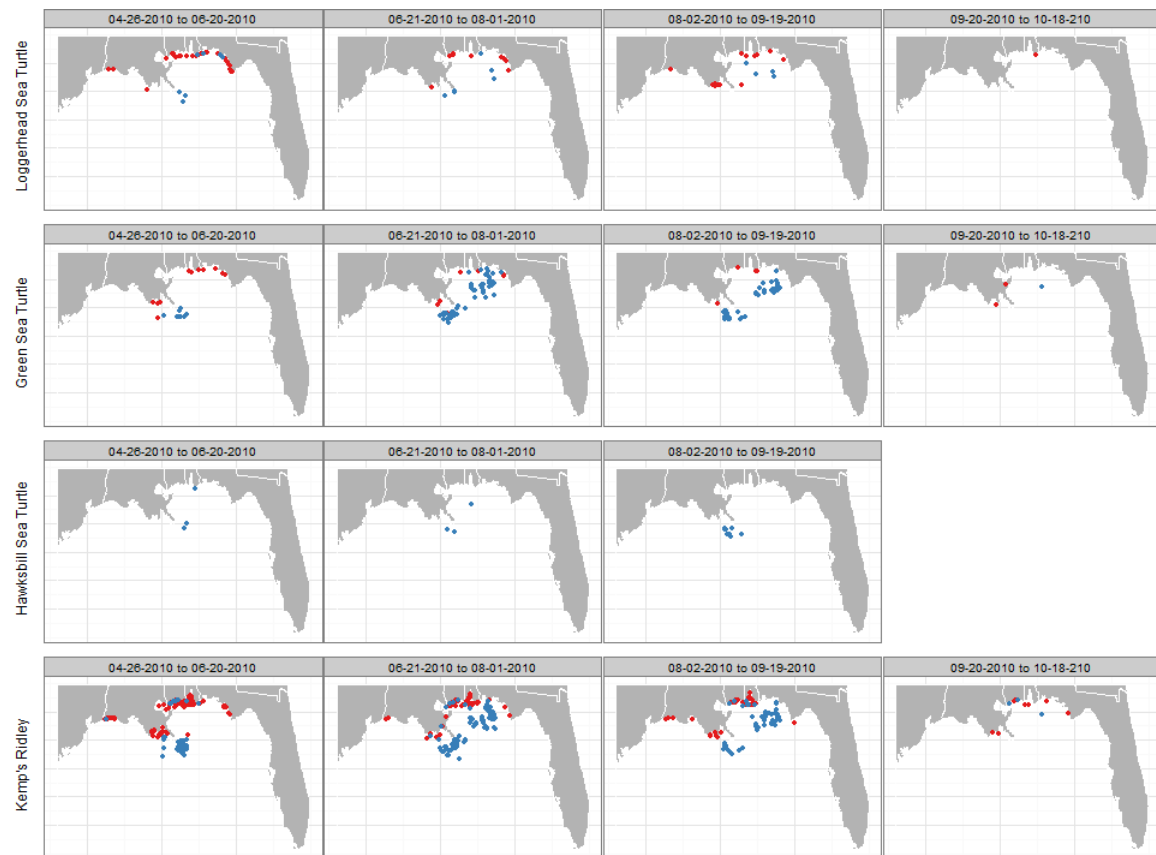 04-26-2010 to 06-20-2010
06-21-2010 to 08-01-2010
08-02-2010 to 09-19-2010
09-20-2010 to 10-18-210
Loggerhead Sea Turtle
04-26-2010 to 06-20-2010
06-21-2010 to 08-01-2010
08-02-2010 to 09-19-2010
09-20-2010 to 10-18-210
Green Sea Turtle
04-26-2010 to 06-20-2010
06-21-2010 to 08-01-2010
08-02-2010 to 09-19-2010
Hawksbill Sea Turtle
04-26-2010 to 06-20-2010
06-21-2010 to 08-01-2010
08-02-2010 to 09-19-2010
09-20-2010 to 10-18-210
Kemp's Ridley